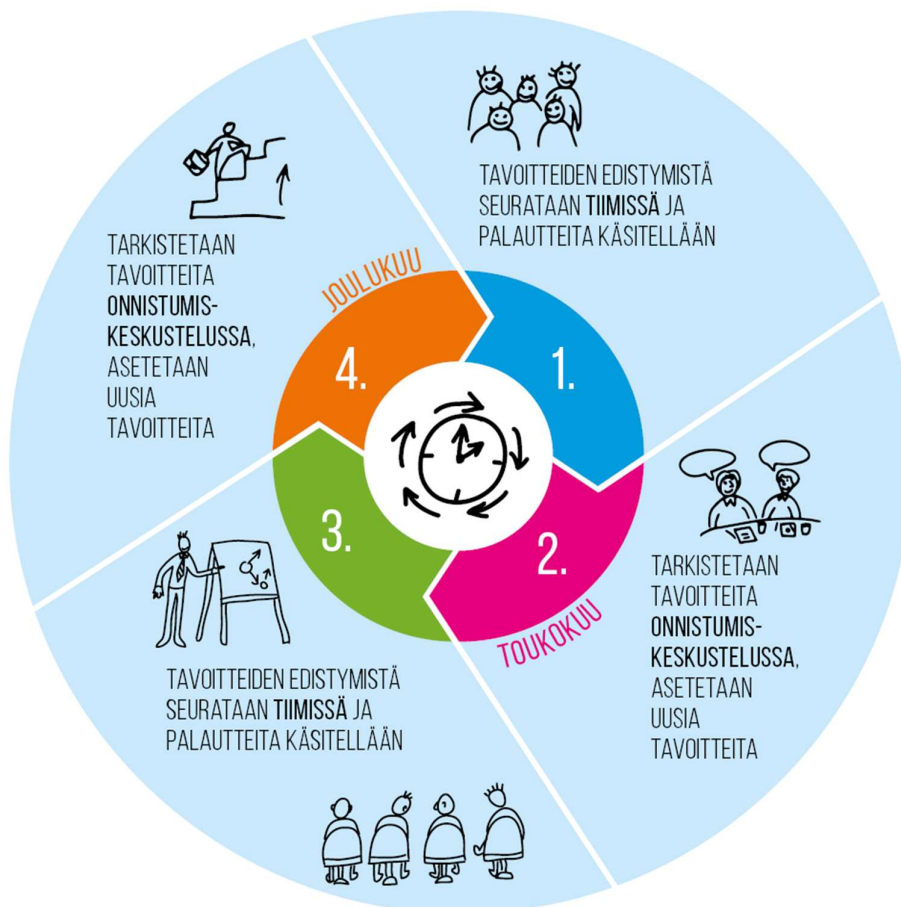 TAVOITTEIDEN EDISTYMISTÄ
SEURATAAN TIIMISSÄ JA
PALAUTTEITA KÄSITELLÄÄN
1.
TARKISTETAAN
TAVOITTEITA
ONNISTUMIS-
KESKUSTELUSSA,
ASETETAAN
UUSIA
TAVOITTEITA
2.
TOUKOKUU
TAVOITTEIDEN EDISTYMISTÄ
SEURATAAN TIIMISSÄ JA
PALAUTTEITA KÄSITELLÄÄN
3.
TARKISTETAAN
TAVOITTEITA
ONNISTUMIS-
KESKUSTELUSSA,
ASETETAAN
UUSIA
TAVOITTEITA
4.
JOULUKUU